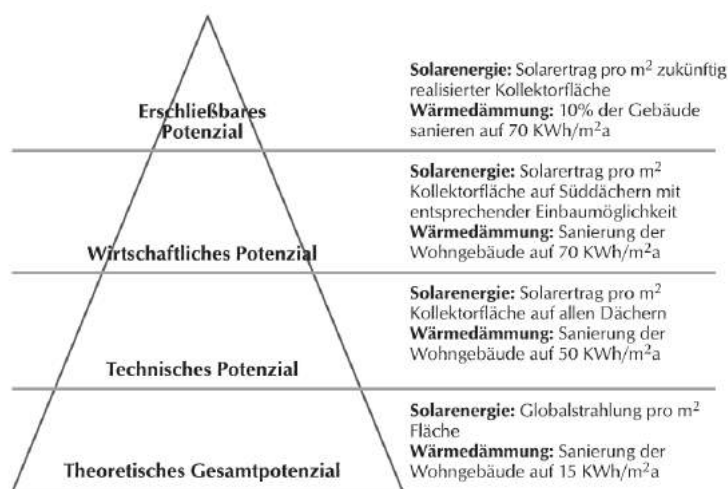 Erschließbares
Potenzial
Solarenergie: Solarertrag pro m² zukünftig
realisierter Kollektorfläche
Wärmedämmung: 10% der Gebäude
sanieren auf 70 KWh/m²a
Wirtschaftliches Potenzial
Solarenergie: Solarertrag pro m²
Kollektorfläche auf Süddächern mit
entsprechender Einbaumöglichkeit
Wärmedämmung: Sanierung der
Wohngebäude auf 70 KWh/m²a
Technisches Potenzial
Solarenergie: Solarertrag pro m²
Kollektorfläche auf allen Dächern
Wärmedämmung: Sanierung der
Wohngebäude auf 50 KWh/m²a
Theoretisches Gesamtpotenzial
Solarenergie: Globalstrahlung pro m²
Fläche
Wärmedämmung: Sanierung der
Wohngebäude auf 15 KWh/m²a